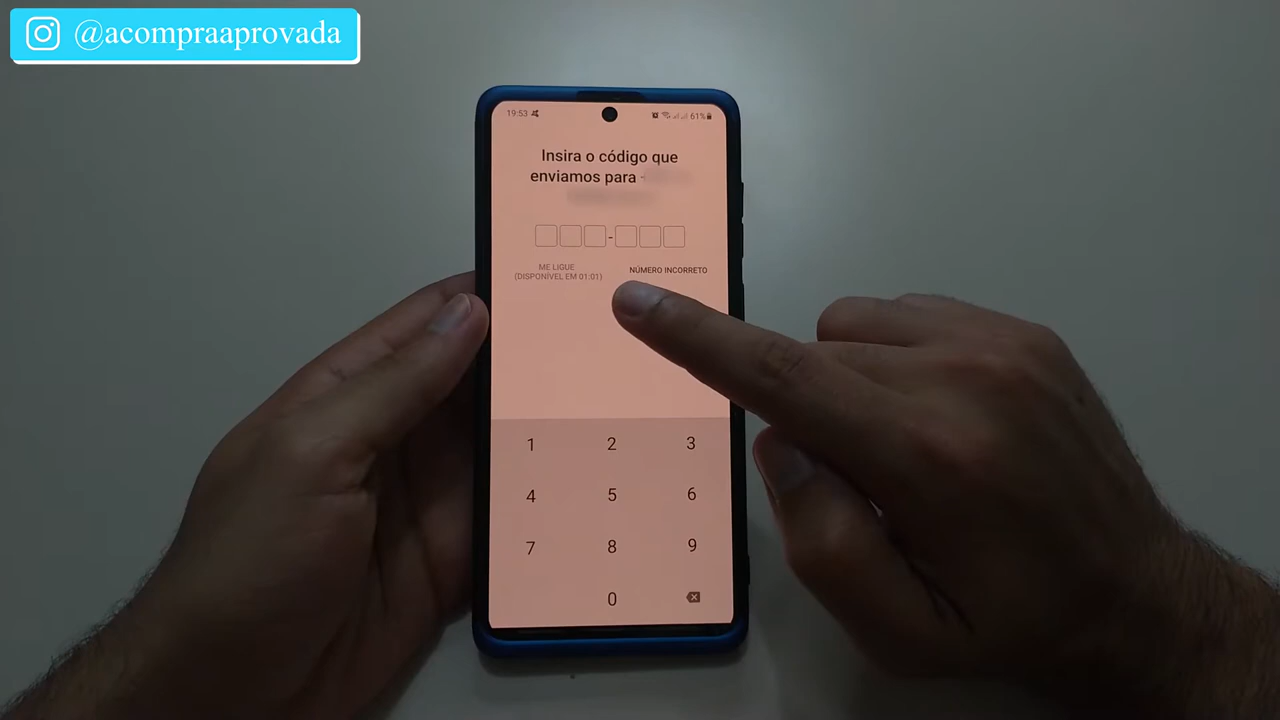 @acompraaprovada
19:53
61%
Insira o código que
enviamos para
-
ME LIGUE
(DISPONÍVEL EM 01:01)
NÚMERO INCORRETO
1 2 3
4 5 6
7 8 9
0